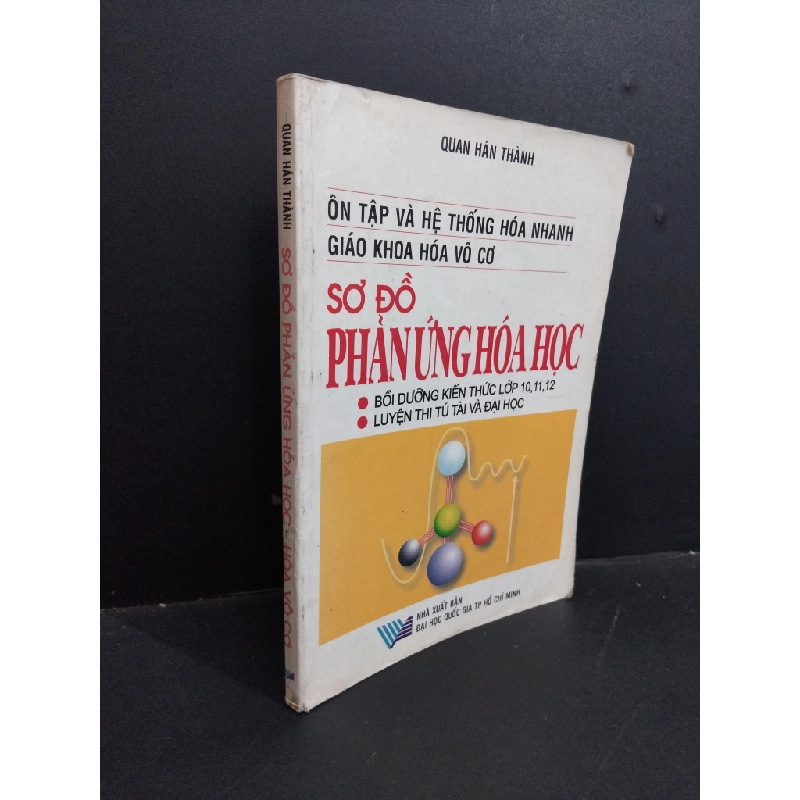 QUAN HÁN THÀNH
ÔN TẬP VÀ HỆ THỐNG HÓA NHANH
GIÁO KHOA HÓA VÔ CƠ
SƠ ĐỒ
PHẢN ỨNG HÓA HỌC
BỒI DƯỠNG KIẾN THỨC LỚP 10, 11, 12
LUYỆN THI TÚ TÀI VÀ ĐẠI HỌC
NHÀ XUẤT BẢN
ĐẠI HỌC QUỐC GIA TP HỒ CHÍ MINH
QUAN HÁN THÀNH
SƠ ĐỒ PHẢN ỨNG HÓA HỌC - HÓA VÔ CƠ